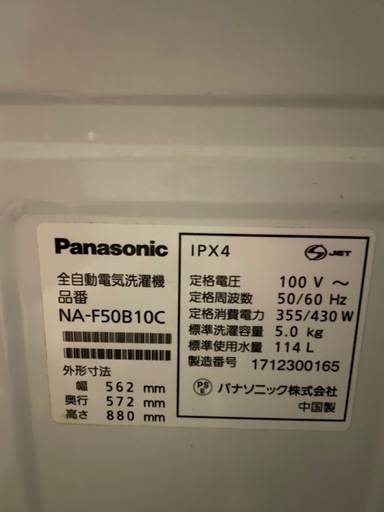 Panasonic
全自動電気洗濯機
品番
NA-F50B10C
外形寸法
幅 562 mm
奥行 572 mm
高さ 880 mm
IPX4
S JET
定格電圧 100 V ～
定格周波数 50/60 Hz
定格消費電力 355/430 W
標準洗濯容量 5.0 kg
標準使用水量 114 L
製造番号 1712300165
PS E パナソニック株式会社
中国製